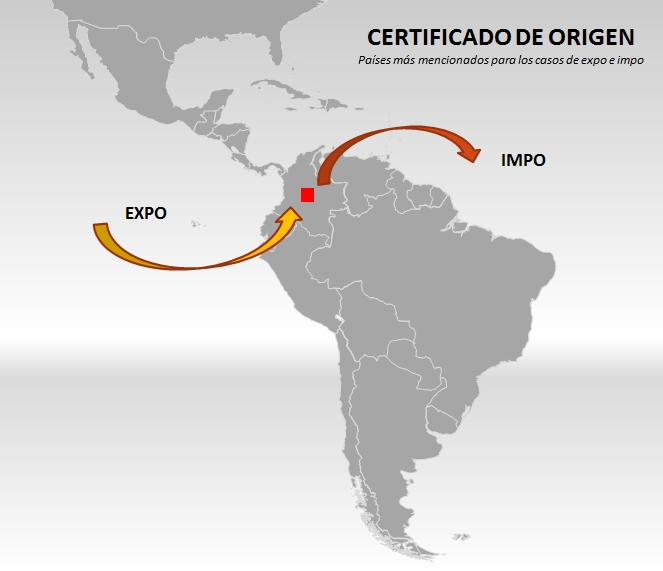 CERTIFICADO DE ORIGEN
Países más mencionados para los casos de expo e impo
IMPO
EXPO